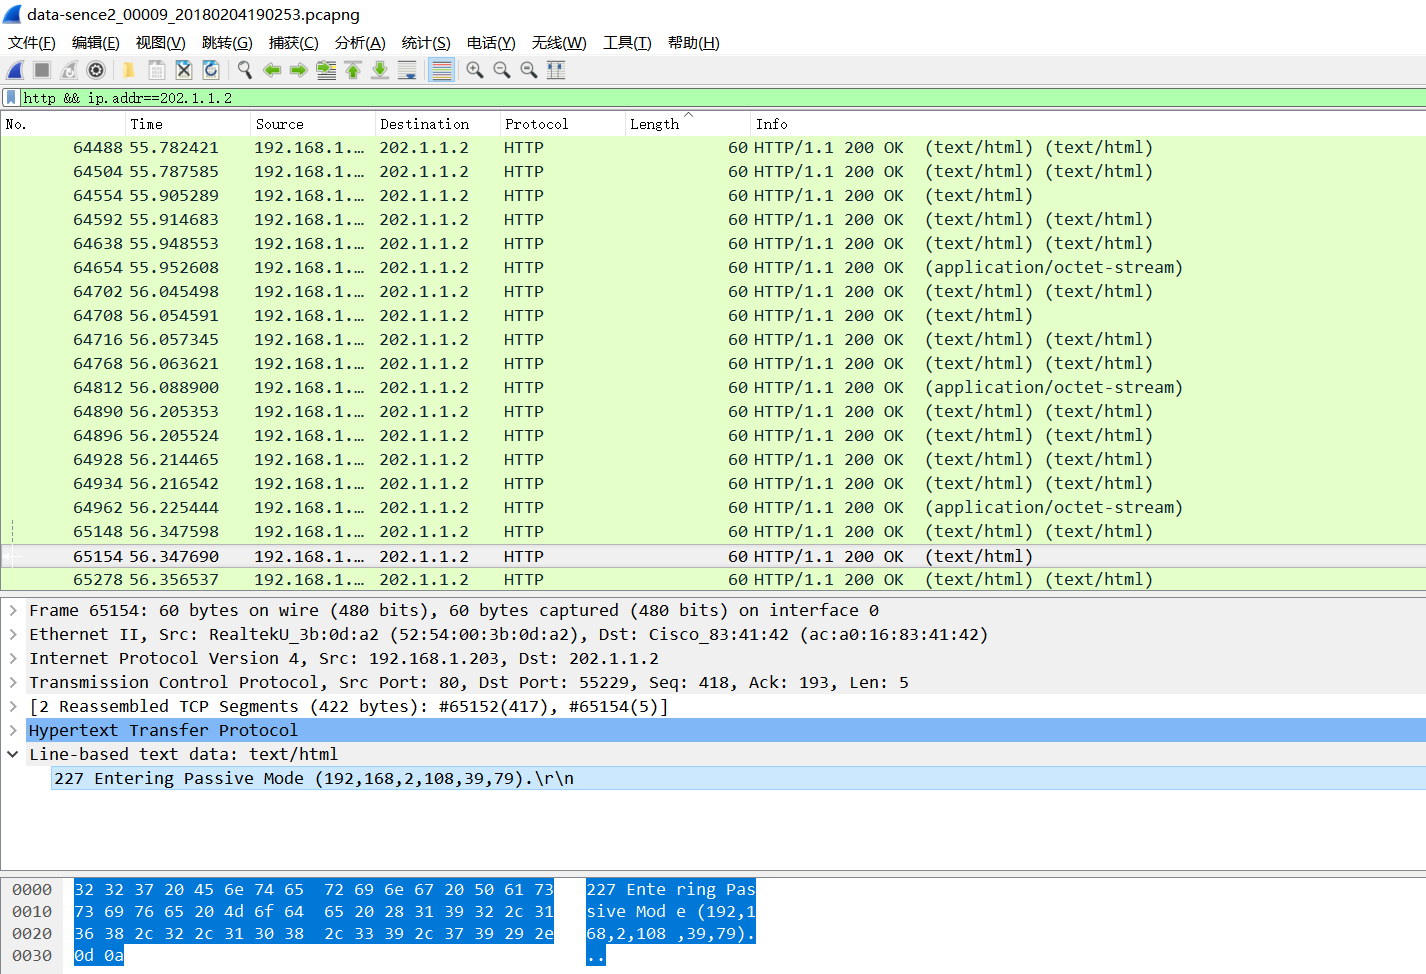 data-sence2_00009_20180204190253.pcapng
文件(F) 编辑(E) 视图(V) 跳转(G) 捕获(C) 分析(A) 统计(S) 电话(Y) 无线(W) 工具(T) 帮助(H)
http && ip.addr==202.1.1.2
No. Time Source Destination Protocol Length Info
64488 55.782421 192.168.1.… 202.1.1.2 HTTP 60 HTTP/1.1 200 OK (text/html) (text/html)
64504 55.787585 192.168.1.… 202.1.1.2 HTTP 60 HTTP/1.1 200 OK (text/html) (text/html)
64554 55.905289 192.168.1.… 202.1.1.2 HTTP 60 HTTP/1.1 200 OK (text/html)
64592 55.914683 192.168.1.… 202.1.1.2 HTTP 60 HTTP/1.1 200 OK (text/html) (text/html)
64638 55.948553 192.168.1.… 202.1.1.2 HTTP 60 HTTP/1.1 200 OK (text/html) (text/html)
64654 55.952608 192.168.1.… 202.1.1.2 HTTP 60 HTTP/1.1 200 OK (application/octet-stream)
64702 56.045498 192.168.1.… 202.1.1.2 HTTP 60 HTTP/1.1 200 OK (text/html) (text/html)
64708 56.054591 192.168.1.… 202.1.1.2 HTTP 60 HTTP/1.1 200 OK (text/html)
64716 56.057345 192.168.1.… 202.1.1.2 HTTP 60 HTTP/1.1 200 OK (text/html) (text/html)
64768 56.063621 192.168.1.… 202.1.1.2 HTTP 60 HTTP/1.1 200 OK (text/html) (text/html)
64812 56.088900 192.168.1.… 202.1.1.2 HTTP 60 HTTP/1.1 200 OK (application/octet-stream)
64890 56.205353 192.168.1.… 202.1.1.2 HTTP 60 HTTP/1.1 200 OK (text/html) (text/html)
64896 56.205524 192.168.1.… 202.1.1.2 HTTP 60 HTTP/1.1 200 OK (text/html) (text/html)
64928 56.214465 192.168.1.… 202.1.1.2 HTTP 60 HTTP/1.1 200 OK (text/html) (text/html)
64934 56.216542 192.168.1.… 202.1.1.2 HTTP 60 HTTP/1.1 200 OK (text/html) (text/html)
64962 56.225444 192.168.1.… 202.1.1.2 HTTP 60 HTTP/1.1 200 OK (application/octet-stream)
65148 56.347598 192.168.1.… 202.1.1.2 HTTP 60 HTTP/1.1 200 OK (text/html) (text/html)
65154 56.347690 192.168.1.… 202.1.1.2 HTTP 60 HTTP/1.1 200 OK (text/html)
65278 56.356537 192.168.1.… 202.1.1.2 HTTP 60 HTTP/1.1 200 OK (text/html) (text/html)
Frame 65154: 60 bytes on wire (480 bits), 60 bytes captured (480 bits) on interface 0
Ethernet II, Src: RealtekU_3b:0d:a2 (52:54:00:3b:0d:a2), Dst: Cisco_83:41:42 (ac:a0:16:83:41:42)
Internet Protocol Version 4, Src: 192.168.1.203, Dst: 202.1.1.2
Transmission Control Protocol, Src Port: 80, Dst Port: 55229, Seq: 418, Ack: 193, Len: 5
[2 Reassembled TCP Segments (422 bytes): #65152(417), #65154(5)]
Hypertext Transfer Protocol
Line-based text data: text/html
227 Entering Passive Mode (192,168,2,108,39,79).\r\n
0000 32 32 37 20 45 6e 74 65 72 69 6e 67 20 50 61 73 227 Ente ring Pas
0010 73 69 76 65 20 4d 6f 64 65 20 28 31 39 32 2c 31 sive Mod e (192,1
0020 36 38 2c 32 2c 31 30 38 2c 33 39 2c 37 39 29 2e 68,2,108 ,39,79).
0030 0d 0a ..